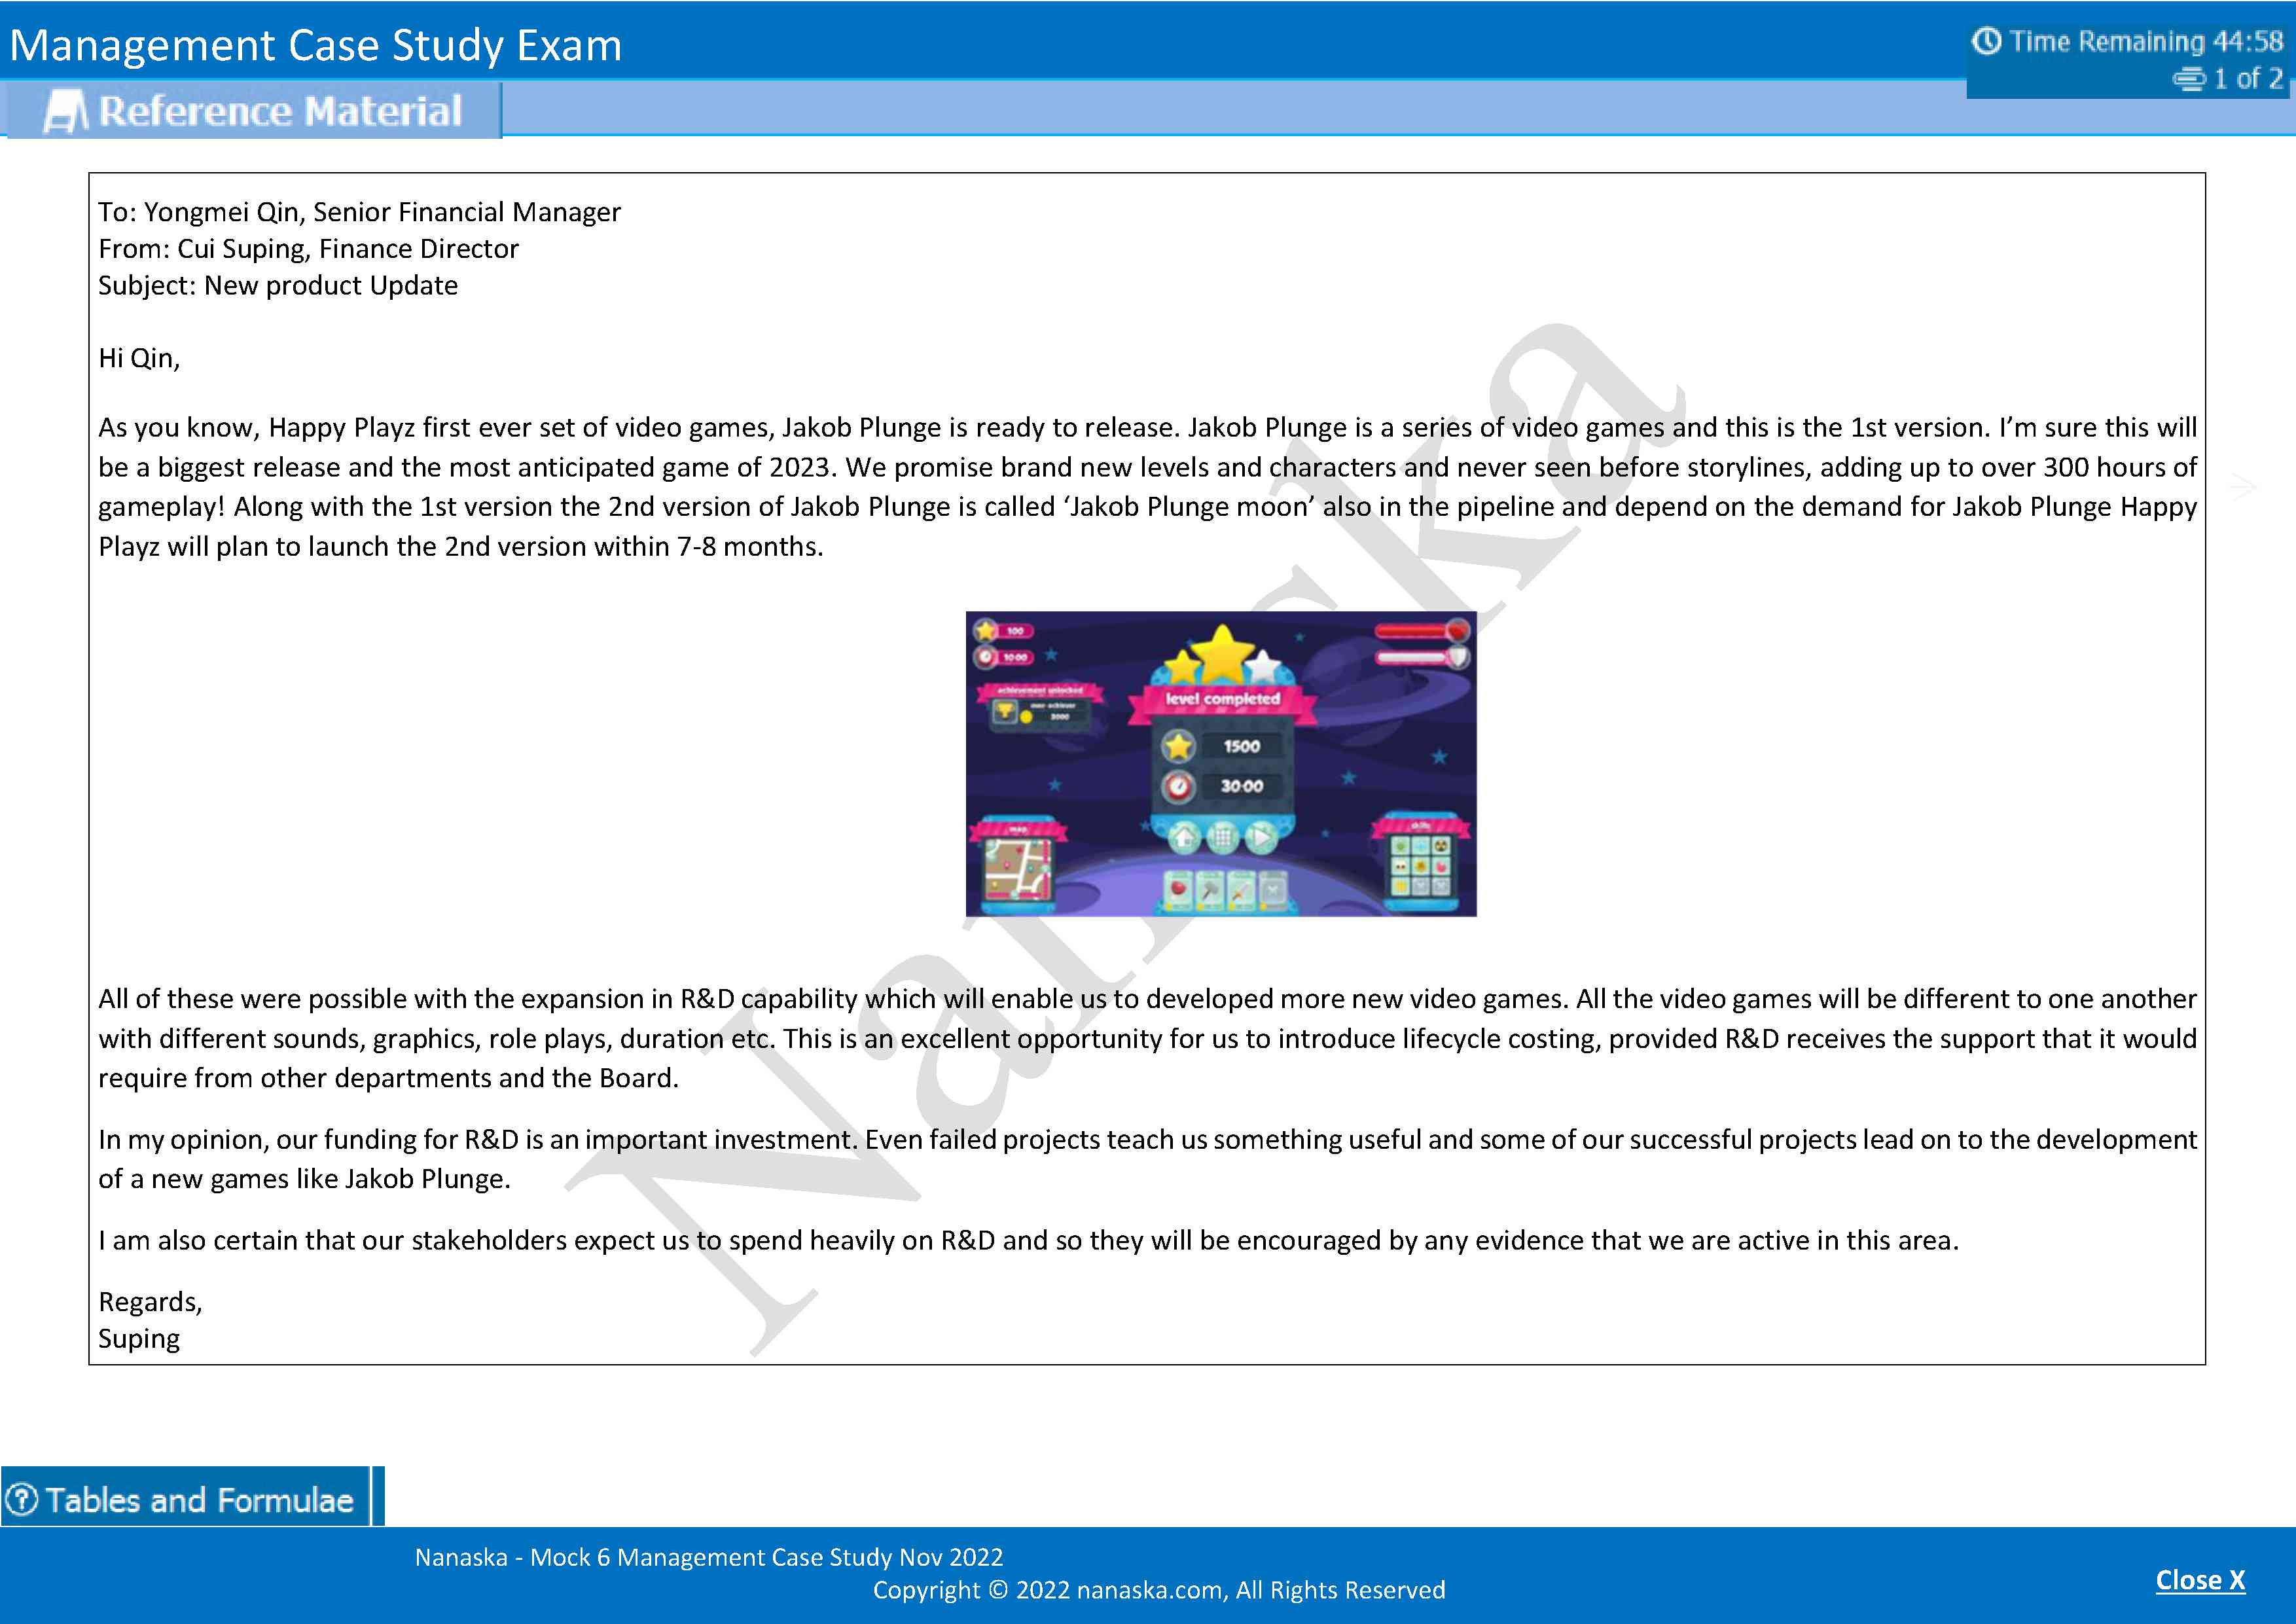 Management Case Study Exam
Time Remaining 44:58
1 of 2
Reference Material
To: Yongmei Qin, Senior Financial Manager
From: Cui Suping, Finance Director
Subject: New product Update
Hi Qin,
As you know, Happy Playz first ever set of video games, Jakob Plunge is ready to release. Jakob Plunge is a series of video games and this is the 1st version. I’m sure this will
be a biggest release and the most anticipated game of 2023. We promise brand new levels and characters and never seen before storylines, adding up to over 300 hours of
gameplay! Along with the 1st version the 2nd version of Jakob Plunge is called ‘Jakob Plunge moon’ also in the pipeline and depend on the demand for Jakob Plunge Happy
Playz will plan to launch the 2nd version within 7-8 months.
100
10:00
achievement unlocked
over-achiever
3000
level completed
1500
30:00
map
skills
All of these were possible with the expansion in R&D capability which will enable us to developed more new video games. All the video games will be different to one another
with different sounds, graphics, role plays, duration etc. This is an excellent opportunity for us to introduce lifecycle costing, provided R&D receives the support that it would
require from other departments and the Board.
In my opinion, our funding for R&D is an important investment. Even failed projects teach us something useful and some of our successful projects lead on to the development
of a new games like Jakob Plunge.
I am also certain that our stakeholders expect us to spend heavily on R&D and so they will be encouraged by any evidence that we are active in this area.
Regards,
Suping
Nanaska
Tables and Formulae
Nanaska - Mock 6 Management Case Study Nov 2022
Copyright © 2022 nanaska.com, All Rights Reserved
Close X